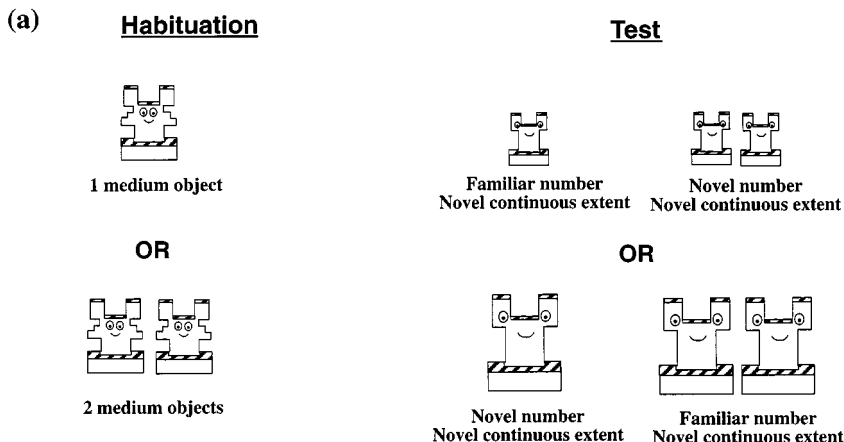 (a)
Habituation
Test
1 medium object
Familiar number
Novel continuous extent
Novel number
Novel continuous extent
OR
OR
2 medium objects
Novel number
Novel continuous extent
Familiar number
Novel continuous extent